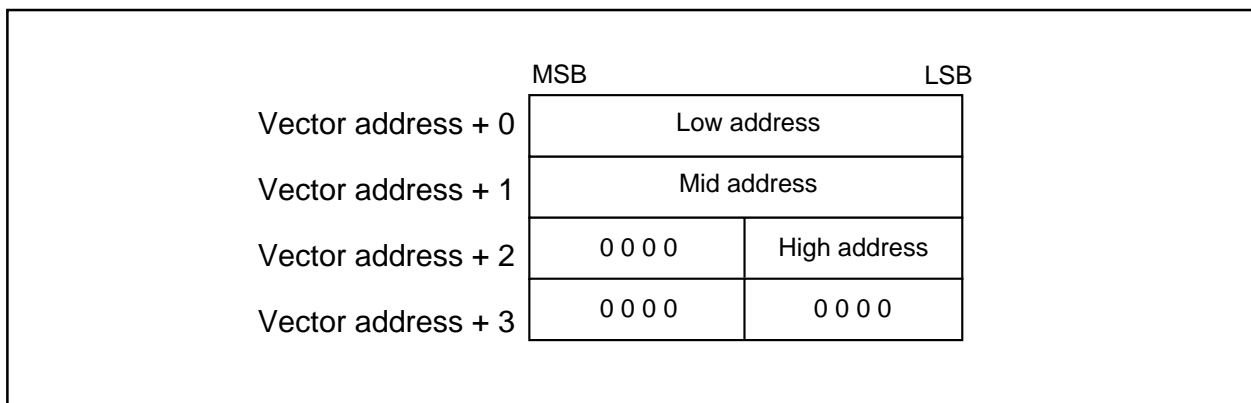 MSB LSB
Vector address + 0 Low address
Vector address + 1 Mid address
Vector address + 2 0 0 0 0 High address
Vector address + 3 0 0 0 0 0 0 0 0